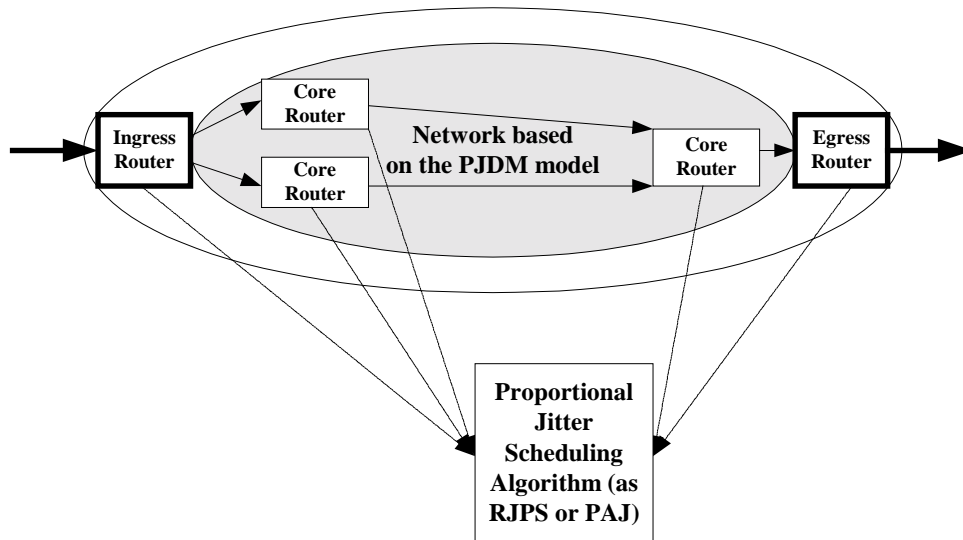 Core
Router
Ingress
Router
Network based
on the PJDM model
Core
Router
Core
Router
Egress
Router
Proportional
Jitter
Scheduling
Algorithm (as
RJPS or PAJ)